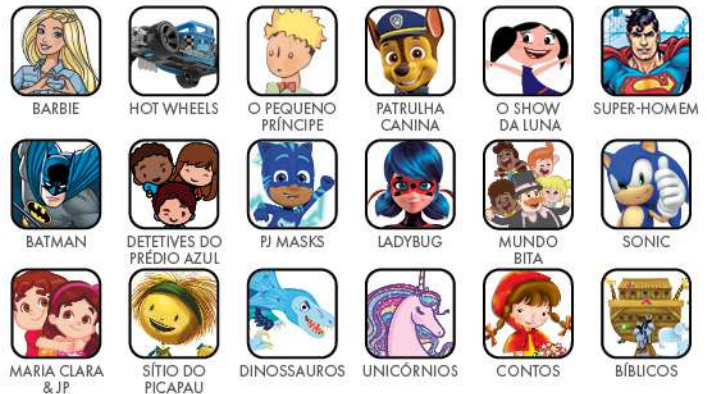 BARBIE
HOT WHEELS
O PEQUENO
PRÍNCIPE
PATRULHA
CANINA
O SHOW
DA LUNA
SUPER-HOMEM
BATMAN
DETETIVES DO
PRÉDIO AZUL
PJ MASKS
LADYBUG
MUNDO
BITA
SONIC
MARIA CLARA
& JP
SÍTIO DO
PICAPAU
DINOSSAUROS
UNICÓRNIOS
CONTOS
BÍBLICOS